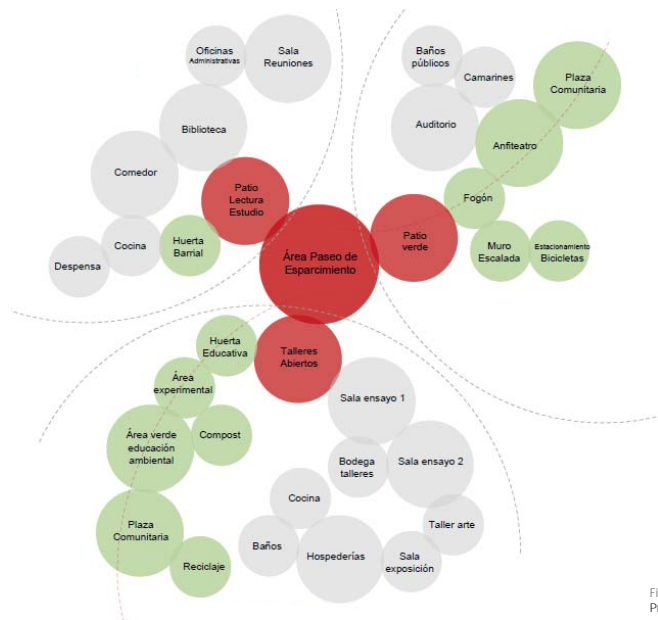 Oficinas
Administrativas
Sala
Reuniones
Biblioteca
Comedor
Patio
Lectura
Estudio
Cocina
Huerta
Barrial
Despensa
Baños
públicos
Camarines
Plaza
Comunitaria
Auditorio
Anfiteatro
Fogón
Patio
verde
Muro
Escalada
Estacionamiento
Bicicletas
Área Paseo de
Esparcimiento
Huerta
Educativa
Talleres
Abiertos
Área
experimental
Área verde
educación
ambiental
Compost
Plaza
Comunitaria
Reciclaje
Sala ensayo 1
Bodega
talleres
Sala ensayo 2
Cocina
Taller arte
Baños
Hospederías
Sala
exposición